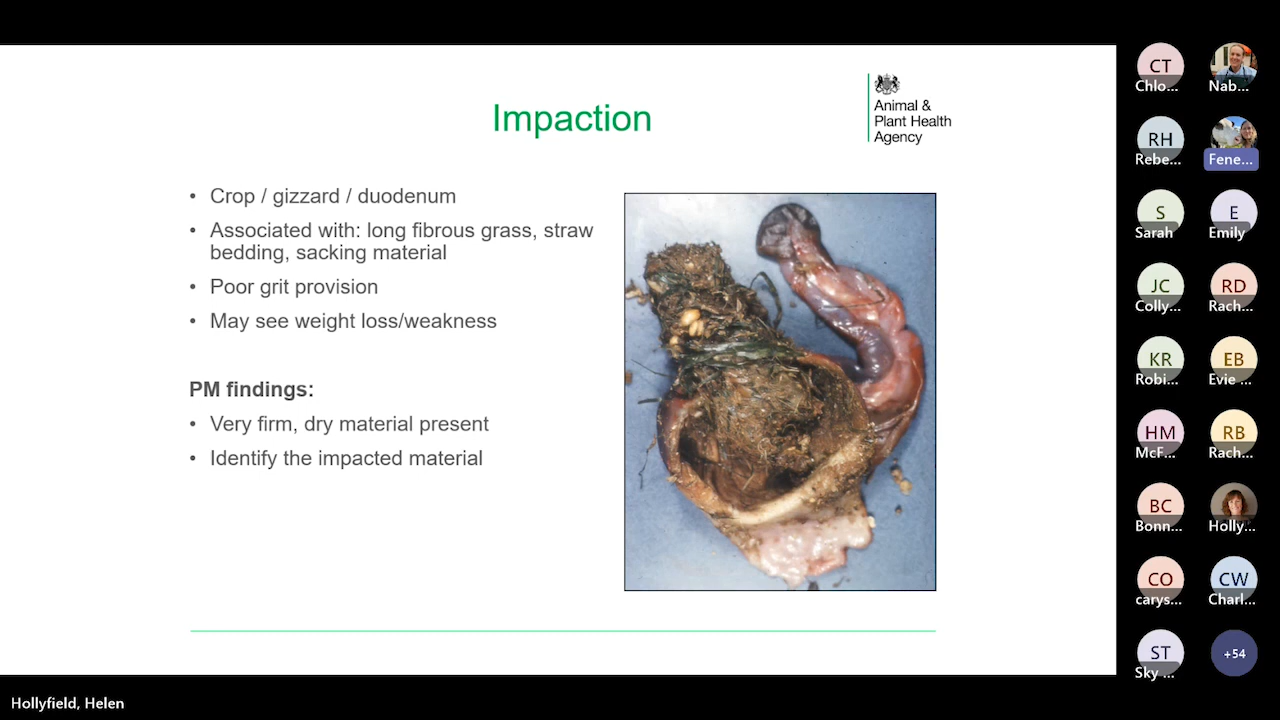 Impaction
Animal &
Plant Health
Agency
• Crop / gizzard / duodenum
• Associated with: long fibrous grass, straw
bedding, sacking material
• Poor grit provision
• May see weight loss/weakness
PM findings:
• Very firm, dry material present
• Identify the impacted material
CT
Chlo...
Nab...
RH
Rebe...
Fene...
S
Sarah
E
Emily
JC
Colly...
RD
Rach...
KR
Robi...
EB
Evie ...
HM
McF...
RB
Rach...
BC
Bonn...
Holly...
CO
carys...
CW
Charl...
ST
Sky ...
+54
Hollyfield, Helen